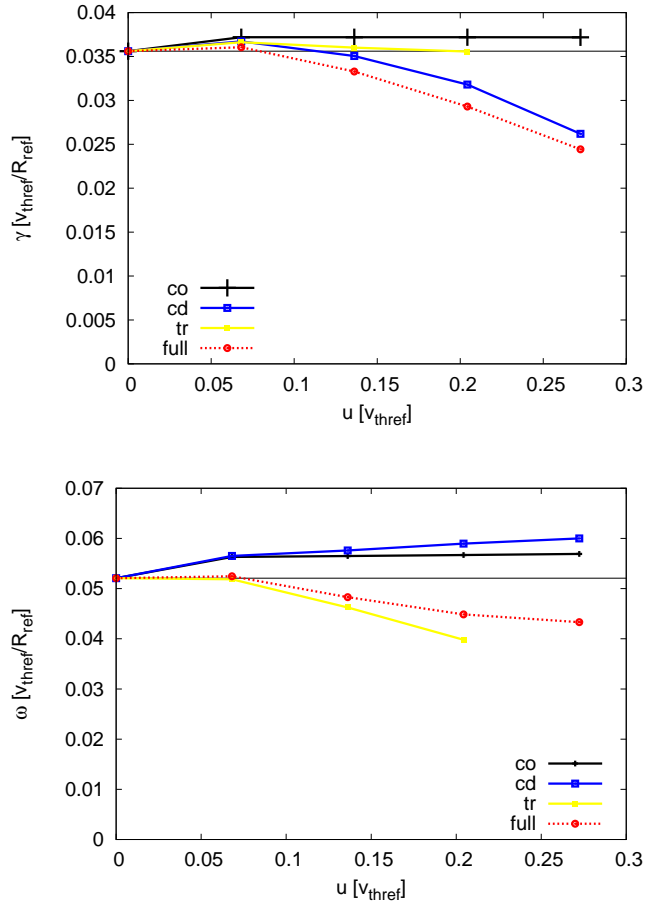 0.04
0.035
0.03
0.025
0.02
0.015
0.01
0.005
0
γ [v_thref/R_ref]
co
cd
tr
full
0 0.05 0.1 0.15 0.2 0.25 0.3
u [v_thref]
0.07
0.06
0.05
0.04
0.03
0.02
0.01
0
ω [v_thref/R_ref]
co
cd
tr
full
0 0.05 0.1 0.15 0.2 0.25 0.3
u [v_thref]